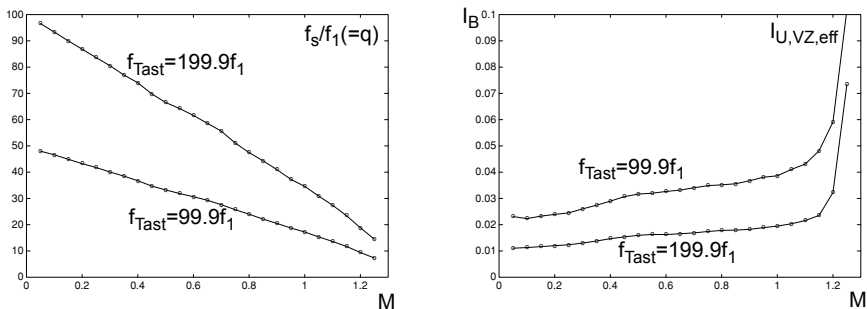 100
90
80
70
60
50
40
30
20
10
0
f_s/f_1(=q)
f_Tast=199.9f_1
f_Tast=99.9f_1
0 0.2 0.4 0.6 0.8 1 1.2
M
I_B
0.1
0.09
0.08
0.07
0.06
0.05
0.04
0.03
0.02
0.01
0
I_U,VZ,eff
f_Tast=99.9f_1
f_Tast=199.9f_1
0 0.2 0.4 0.6 0.8 1 1.2
M